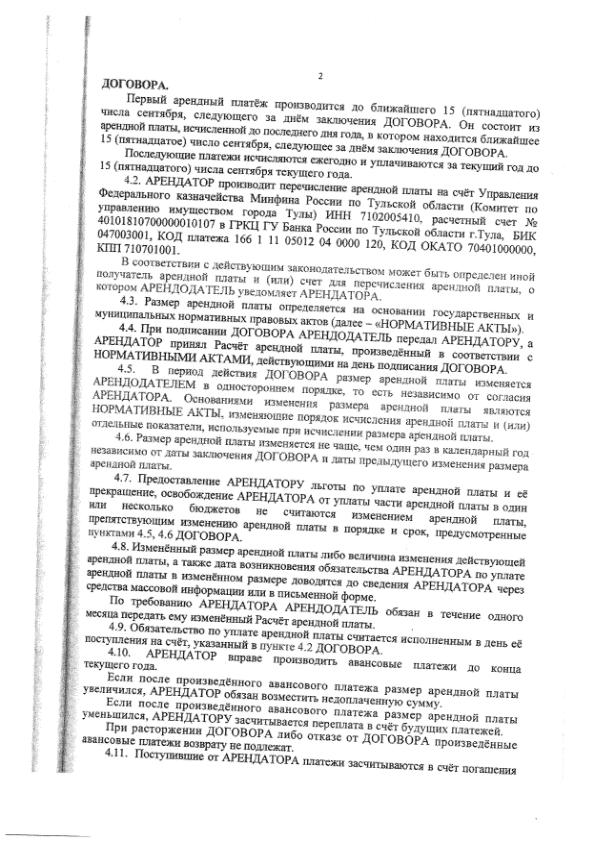 2
ДОГОВОРА.
Первый арендный платёж производится до ближайшего 15 (пятнадцатого)
числа сентября, следующего за днём заключения ДОГОВОРА. Он состоит из
арендной платы, исчисленной до последнего дня года, в котором находится ближайшее
15 (пятнадцатое) число сентября, следующее за днём заключения ДОГОВОРА.
Последующие платежи исчисляются ежегодно и уплачиваются за текущий год до
15 (пятнадцатого) числа сентября текущего года.
4.2. АРЕНДАТОР производит перечисление арендной платы на счёт Управления
Федерального казначейства Минфина России по Тульской области (Комитет по
управлению имуществом города Тулы) ИНН 7102005410, расчетный счет №
40101810700000010107 в ГРКЦ ГУ Банка России по Тульской области г.Тула, БИК
047003001, КОД платежа 166 1 11 05012 04 0000 120, КОД ОКАТО 70401000000,
КПП 710701001.
В соответствии с действующим законодательством может быть определен иной
получатель арендной платы и (или) счет для перечисления арендной платы, о
котором АРЕНДОДАТЕЛЬ уведомляет АРЕНДАТОРА.
4.3. Размер арендной платы определяется на основании государственных и
муниципальных нормативных правовых актов (далее – «НОРМАТИВНЫЕ АКТЫ»).
4.4. При подписании ДОГОВОРА АРЕНДОДАТЕЛЬ передал АРЕНДАТОРУ, а
АРЕНДАТОР принял Расчёт арендной платы, произведённый в соответствии с
НОРМАТИВНЫМИ АКТАМИ, действующими на день подписания ДОГОВОРА.
4.5. В период действия ДОГОВОРА размер арендной платы изменяется
АРЕНДОДАТЕЛЕМ в одностороннем порядке, то есть независимо от согласия
АРЕНДАТОРА. Основаниями изменения размера арендной платы являются
НОРМАТИВНЫЕ АКТЫ, изменяющие порядок исчисления арендной платы и (или)
отдельные показатели, используемые при исчислении размера арендной платы.
4.6. Размер арендной платы изменяется не чаще, чем один раз в календарный год
независимо от даты заключения ДОГОВОРА и даты предыдущего изменения размера
арендной платы.
4.7. Предоставление АРЕНДАТОРУ льготы по уплате арендной платы и её
прекращение, освобождение АРЕНДАТОРА от уплаты части арендной платы в один
или несколько бюджетов не считаются изменением арендной платы,
препятствующим изменению арендной платы в порядке и срок, предусмотренные
пунктами 4.5, 4.6 ДОГОВОРА.
4.8. Изменённый размер арендной платы либо величина изменения действующей
арендной платы, а также дата возникновения обязательства АРЕНДАТОРА по уплате
арендной платы в изменённом размере доводятся до сведения АРЕНДАТОРА через
средства массовой информации или в письменной форме.
По требованию АРЕНДАТОРА АРЕНДОДАТЕЛЬ обязан в течение одного
месяца передать ему изменённый Расчёт арендной платы.
4.9. Обязательство по уплате арендной платы считается исполненным в день её
поступления на счёт, указанный в пункте 4.2 ДОГОВОРА.
4.10. АРЕНДАТОР вправе производить авансовые платежи до конца
текущего года.
Если после произведённого авансового платежа размер арендной платы
увеличился, АРЕНДАТОР обязан возместить недоплаченную сумму.
Если после произведённого авансового платежа размер арендной платы
уменьшился, АРЕНДАТОРУ засчитывается переплата в счёт будущих платежей.
При расторжении ДОГОВОРА либо отказе от ДОГОВОРА произведённые
авансовые платежи возврату не подлежат.
4.11. Поступившие от АРЕНДАТОРА платежи засчитываются в счёт погашения